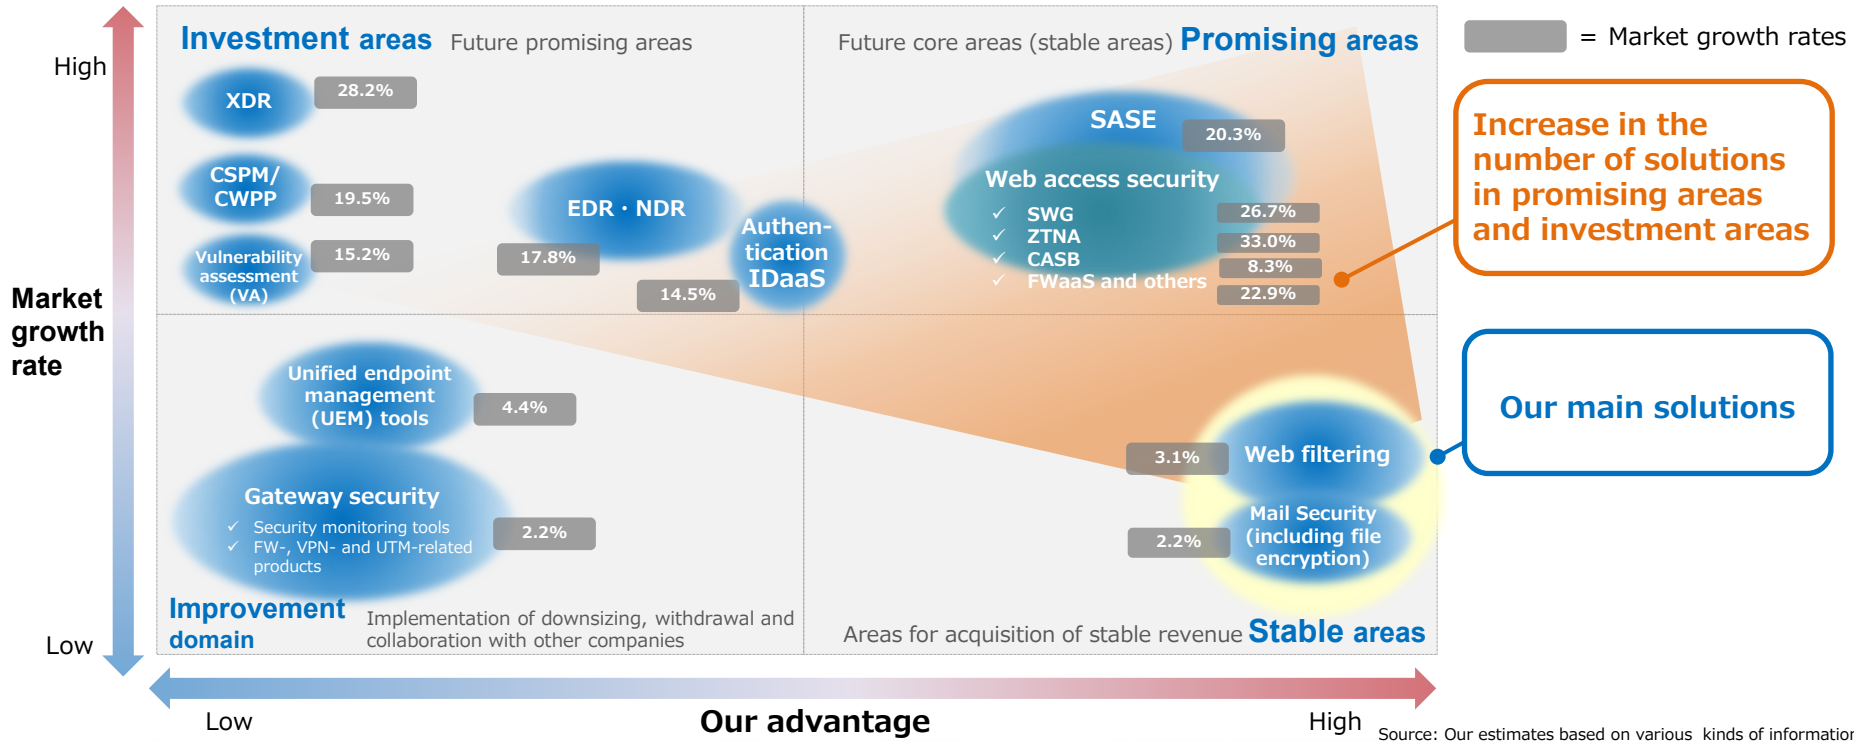 Investment areas Future promising areas
Future core areas (stable areas) Promising areas
= Market growth rates
High
XDR
28.2%
CSPM/
CWPP
19.5%
Vulnerability
assessment
(VA)
15.2%
EDR・NDR
17.8%
Authen-
tication
IDaaS
14.5%
SASE
20.3%
Web access security
✓ SWG
26.7%
✓ ZTNA
33.0%
✓ CASB
8.3%
✓ FWaaS and others
22.9%
Increase in the
number of solutions
in promising areas
and investment areas
Market
growth
rate
Unified endpoint
management
(UEM) tools
4.4%
Gateway security
✓ Security monitoring tools
✓ FW-, VPN- and UTM-related
products
2.2%
Web filtering
3.1%
Mail Security
(including file
encryption)
2.2%
Our main solutions
Improvement
domain
Implementation of downsizing, withdrawal and
collaboration with other companies
Areas for acquisition of stable revenue Stable areas
Low
Low
Our advantage
High
Source: Our estimates based on various kinds of information